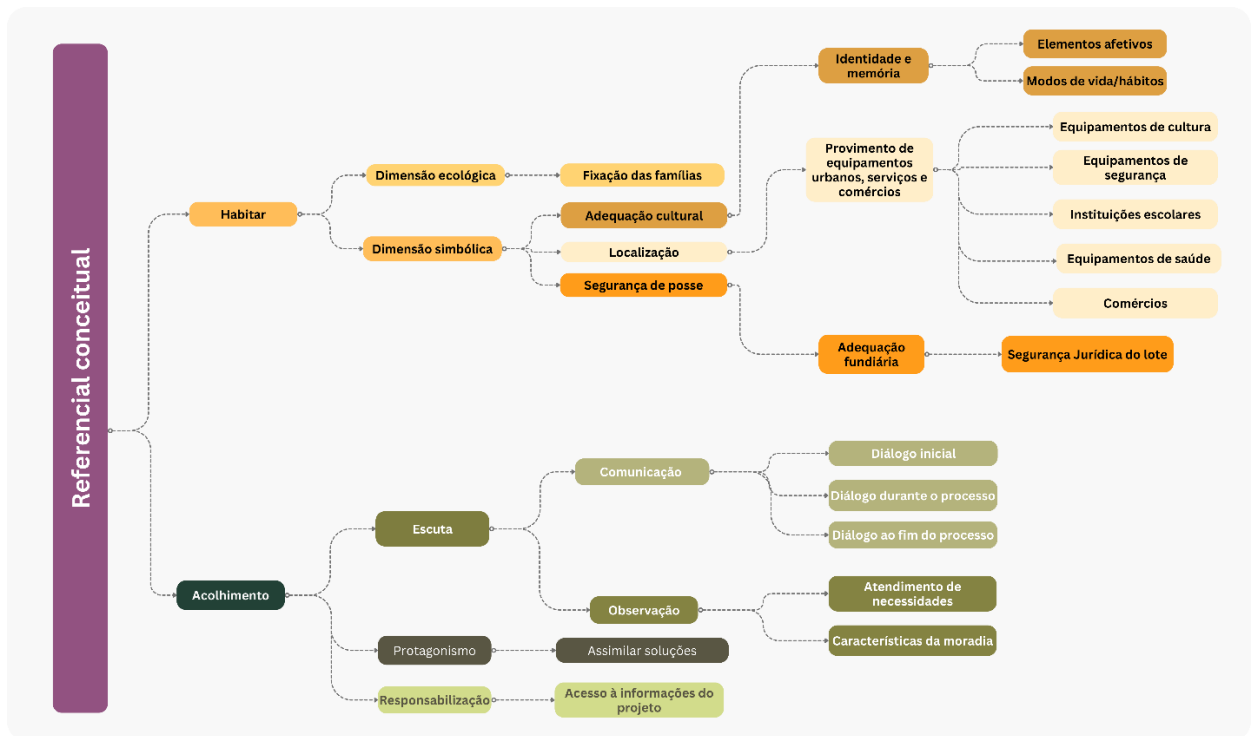 Referencial conceitual
Habitar
Dimensão ecológica
Fixação das famílias
Dimensão simbólica
Adequação cultural
Identidade e
memória
Elementos afetivos
Modos de vida/hábitos
Localização
Provimento de
equipamentos
urbanos, serviços e
comércios
Equipamentos de cultura
Equipamentos de
segurança
Instituições escolares
Equipamentos de saúde
Comércios
Segurança de posse
Adequação
fundiária
Segurança Jurídica do lote
Acolhimento
Escuta
Comunicação
Diálogo inicial
Diálogo durante o processo
Diálogo ao fim do processo
Observação
Atendimento de
necessidades
Características da moradia
Protagonismo
Assimilar soluções
Responsabilização
Acesso à informações do
projeto